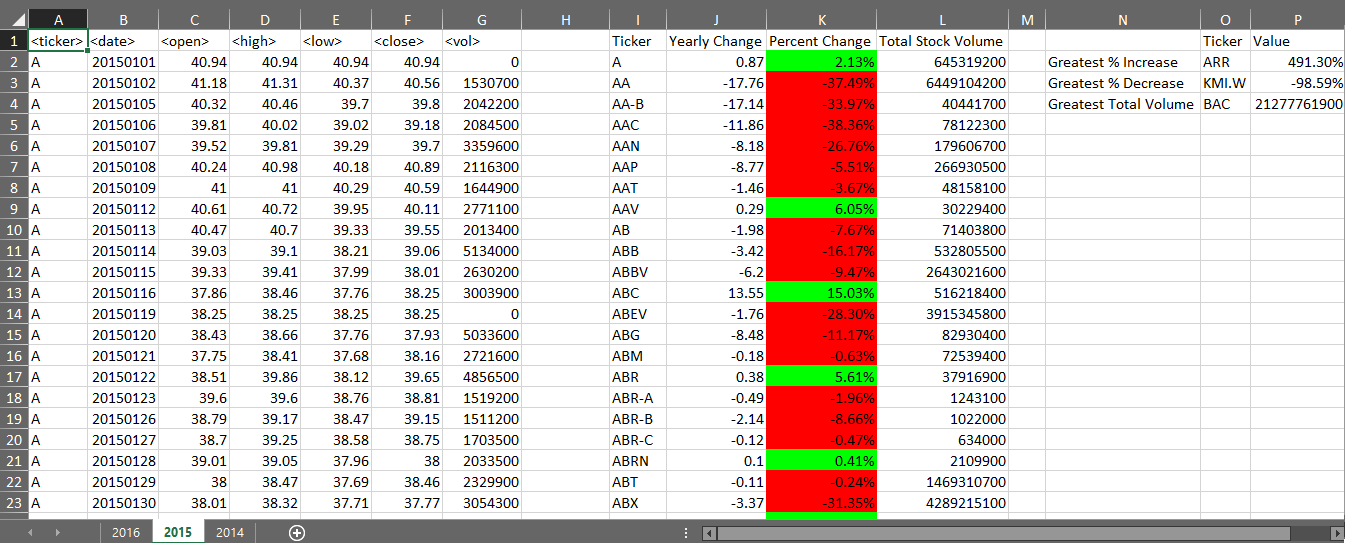 A B C D E F G H I J K L M N O P
1 <ticker> <date> <open> <high> <low> <close> <vol> Ticker Yearly Change Percent Change Total Stock Volume Ticker Value
2 A 20150101 40.94 40.94 40.94 40.94 0 A 0.87 2.13% 645319200 Greatest % Increase ARR 491.30%
3 A 20150102 41.18 41.31 40.37 40.56 1530700 AA -17.76 -37.49% 6449104200 Greatest % Decrease KMI.W -98.59%
4 A 20150105 40.32 40.46 39.7 39.8 2042200 AA-B -17.14 -33.97% 40441700 Greatest Total Volume BAC 21277761900
5 A 20150106 39.81 40.02 39.02 39.18 2084500 AAC -11.86 -38.36% 78122300
6 A 20150107 39.52 39.81 39.29 39.7 3359600 AAN -8.18 -26.76% 179606700
7 A 20150108 40.24 40.98 40.18 40.89 2116300 AAP -8.77 -5.51% 266930500
8 A 20150109 41 41 40.29 40.59 1644900 AAT -1.46 -3.67% 48158100
9 A 20150112 40.61 40.72 39.95 40.11 2771100 AAV 0.29 6.05% 30229400
10 A 20150113 40.47 40.7 39.33 39.55 2013400 AB -1.98 -7.67% 71403800
11 A 20150114 39.03 39.1 38.21 39.06 5134000 ABB -3.42 -16.17% 532805500
12 A 20150115 39.33 39.41 37.99 38.01 2630200 ABBV -6.2 -9.47% 2643021600
13 A 20150116 37.86 38.46 37.76 38.25 3003900 ABC 13.55 15.03% 516218400
14 A 20150119 38.25 38.25 38.25 38.25 0 ABEV -1.76 -28.30% 3915345800
15 A 20150120 38.43 38.66 37.76 37.93 5033600 ABG -8.48 -11.17% 82930400
16 A 20150121 37.75 38.41 37.68 38.16 2721600 ABM -0.18 -0.63% 72539400
17 A 20150122 38.51 39.86 38.12 39.65 4856500 ABR 0.38 5.61% 37916900
18 A 20150123 39.6 39.6 38.76 38.81 1519200 ABR-A -0.49 -1.96% 1243100
19 A 20150126 38.79 39.17 38.47 39.15 1511200 ABR-B -2.14 -8.66% 1022000
20 A 20150127 38.7 39.25 38.58 38.75 1703500 ABR-C -0.12 -0.47% 634000
21 A 20150128 39.01 39.05 37.96 38 2033500 ABRN 0.1 0.41% 2109900
22 A 20150129 38 38.47 37.69 38.46 2329900 ABT -0.11 -0.24% 1469310700
23 A 20150130 38.01 38.32 37.71 37.77 3054300 ABX -3.37 -31.35% 4289215100
2016 2015 2014